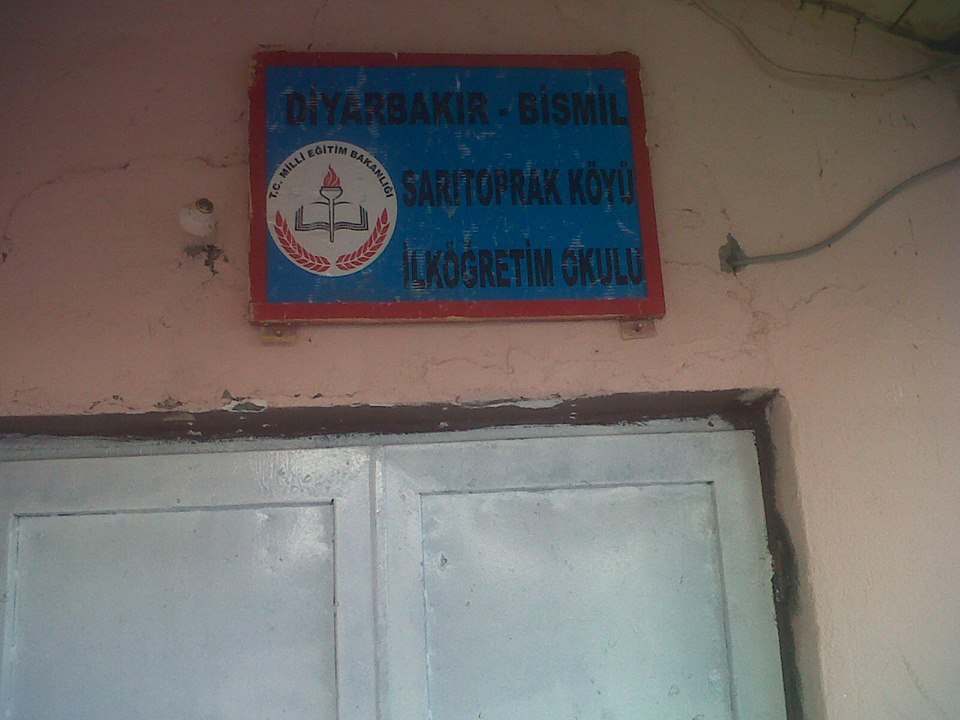 DİYARBAKIR - BİSMİL
T.C. MİLLİ EĞİTİM BAKANLIĞI
SARITOPRAK KÖYÜ
İLKÖĞRETİM OKULU